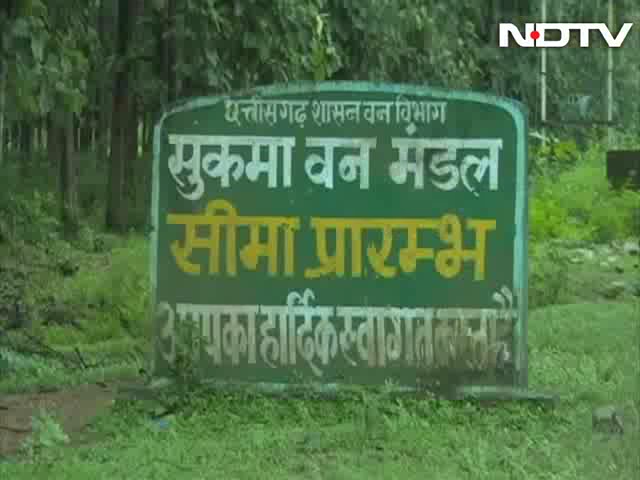 NDTV
छत्तीसगढ़ शासन वन विभाग
सुकमा वन मंडल
सीमा प्रारम्भ
आपका हार्दिक स्वागत करता है